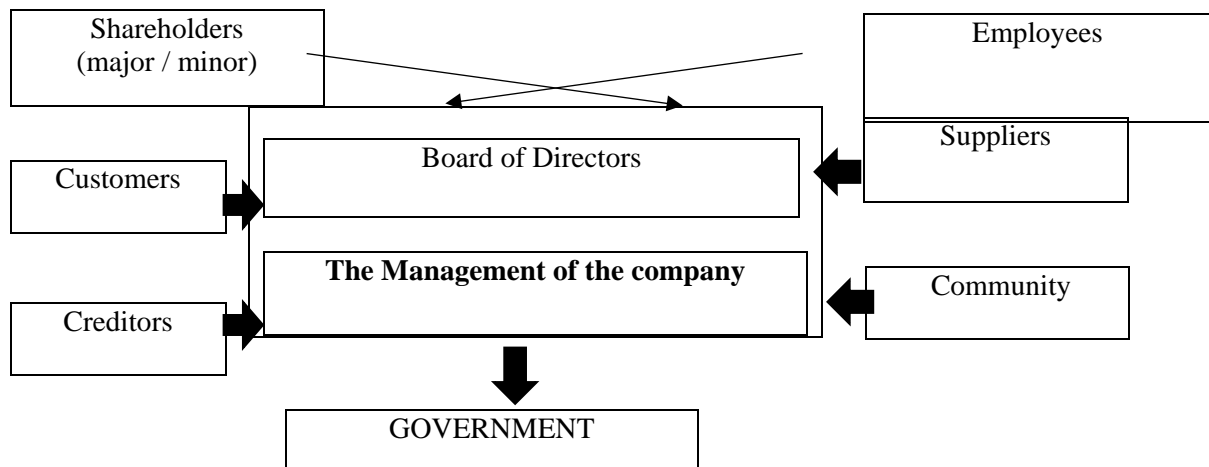 Shareholders
(major / minor)
Employees
Board of Directors
Suppliers
Customers
The Management of the company
Community
Creditors
GOVERNMENT